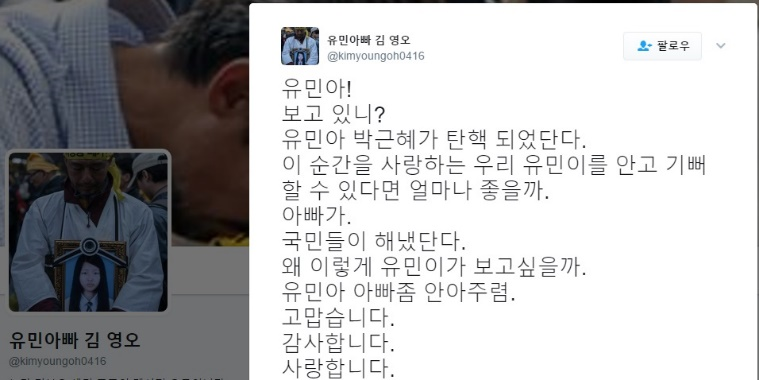 유민아빠 김 영오
@kimyoungoh0416
팔로우
유민아!
보고 있니?
유민아 박근혜가 탄핵 되었단다.
이 순간을 사랑하는 우리 유민이를 안고 기뻐
할 수 있다면 얼마나 좋을까.
아빠가.
국민들이 해냈단다.
왜 이렇게 유민이가 보고싶을까.
유민아 아빠좀 안아주렴.
고맙습니다.
감사합니다.
사랑합니다.
유민아빠 김 영오
@kimyoungoh0416